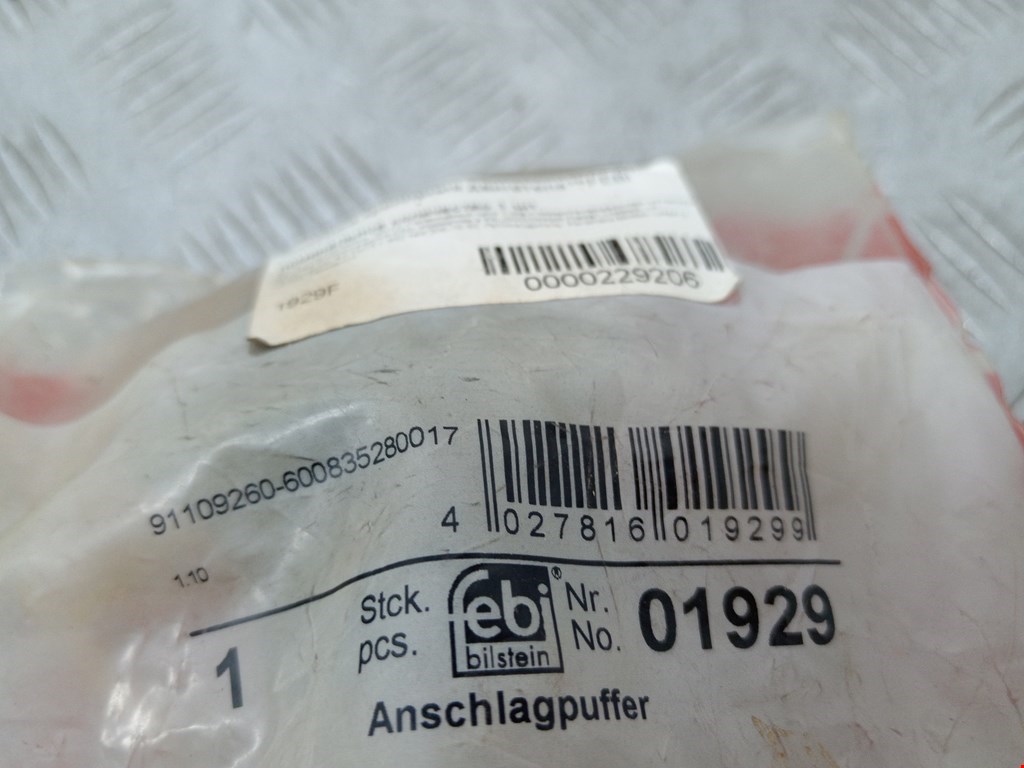 0000229206
1929F
91109260-600835280017
4 027816 019299
1.10
1
Stck.
pcs.
febi®
bilstein
Nr.
No.
01929
Anschlagpuffer